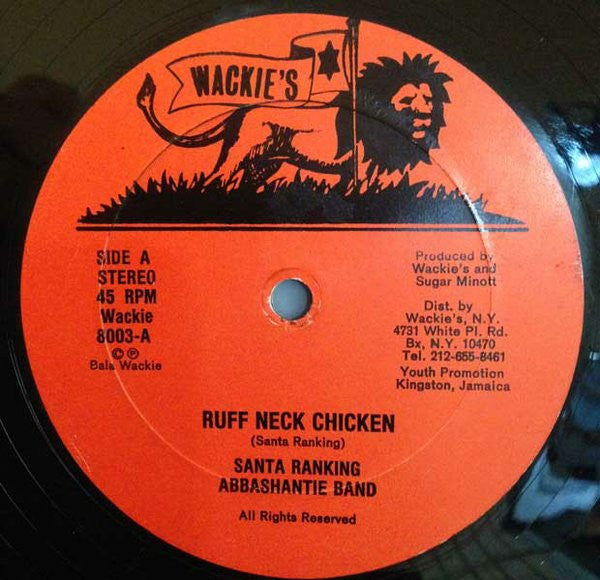 WACKIE'S
SIDE A
STEREO
45 RPM
Wackie
8003-A
© ℗
Bala Wackie
Produced by
Wackie's and
Sugar Minott
Dist. by
Wackie's, N.Y.
4731 White Pl. Rd.
Bx, N.Y. 10470
Tel. 212-655-8461
Youth Promotion
Kingston, Jamaica
RUFF NECK CHICKEN
(Santa Ranking)
SANTA RANKING
ABBASHANTIE BAND
All Rights Reserved